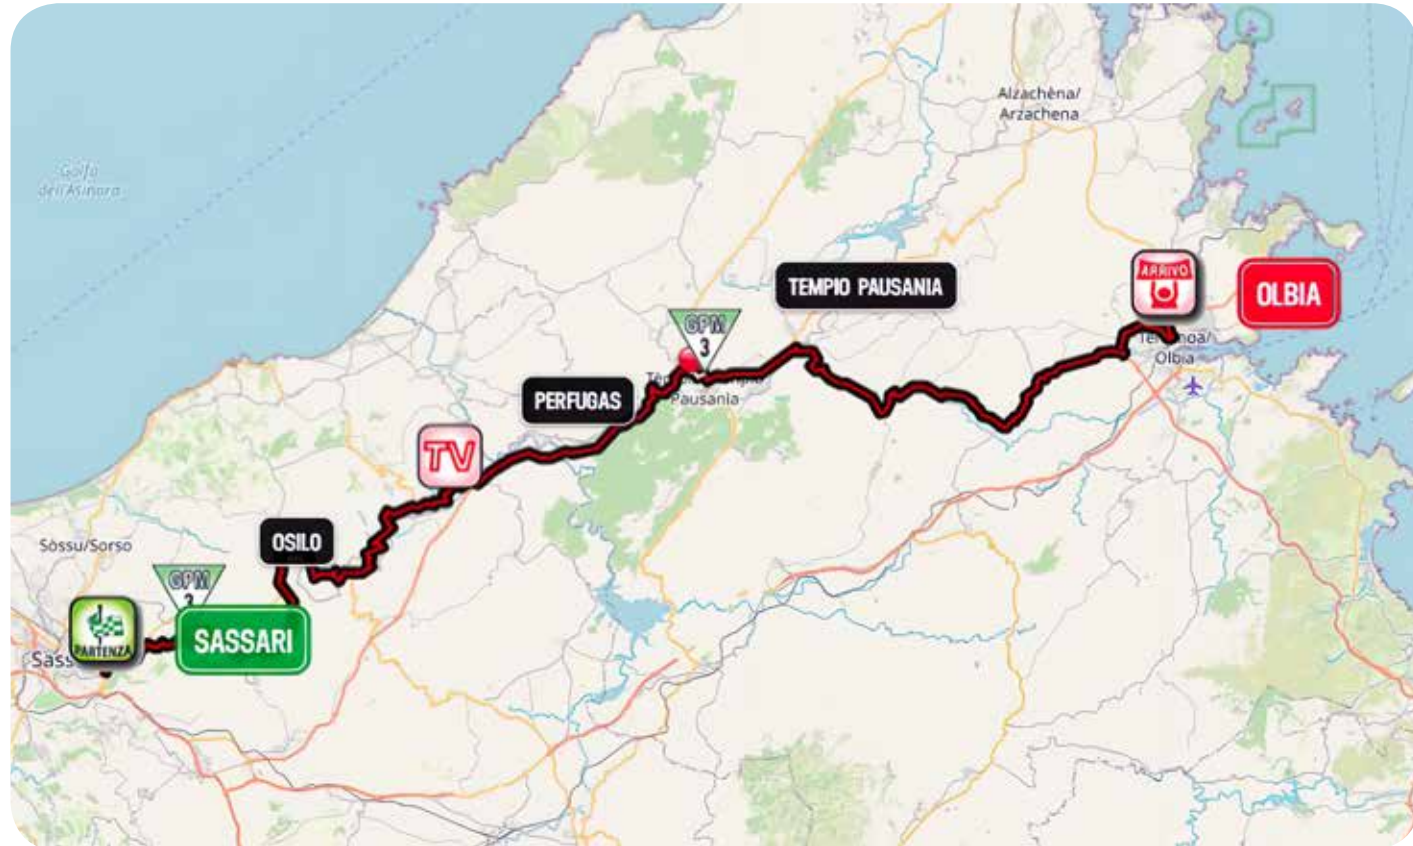 Alzachèna/
Arzachena
Golfo
dell'Asinara
ARRIVO
OLBIA
TEMPIO PAUSANIA
GPM
3
Olbia
Pausania
PERFUGAS
TV
OSILO
Sòssu/Sorso
GPM
3
SASSARI
PARTENZA